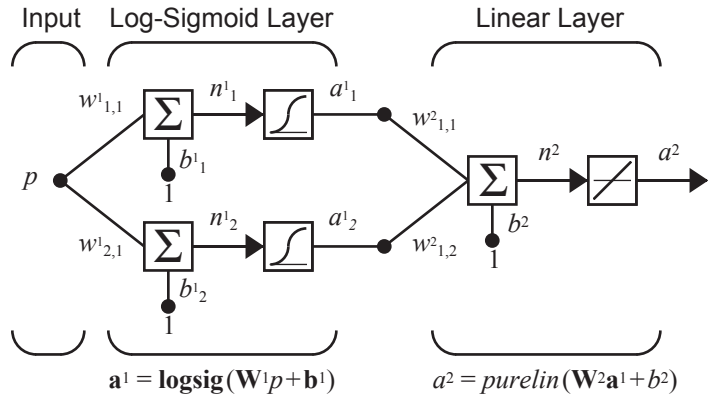 Input Log-Sigmoid Layer Linear Layer
w¹1,1 n¹1 a¹1 w²1,1
Σ
b¹1
1
p n² a²
Σ
w¹2,1 n¹2 a¹2 w²1,2 b²
Σ 1
b¹2
1
a¹ = logsig(W¹p+b¹) a² = purelin(W²a¹+b²)